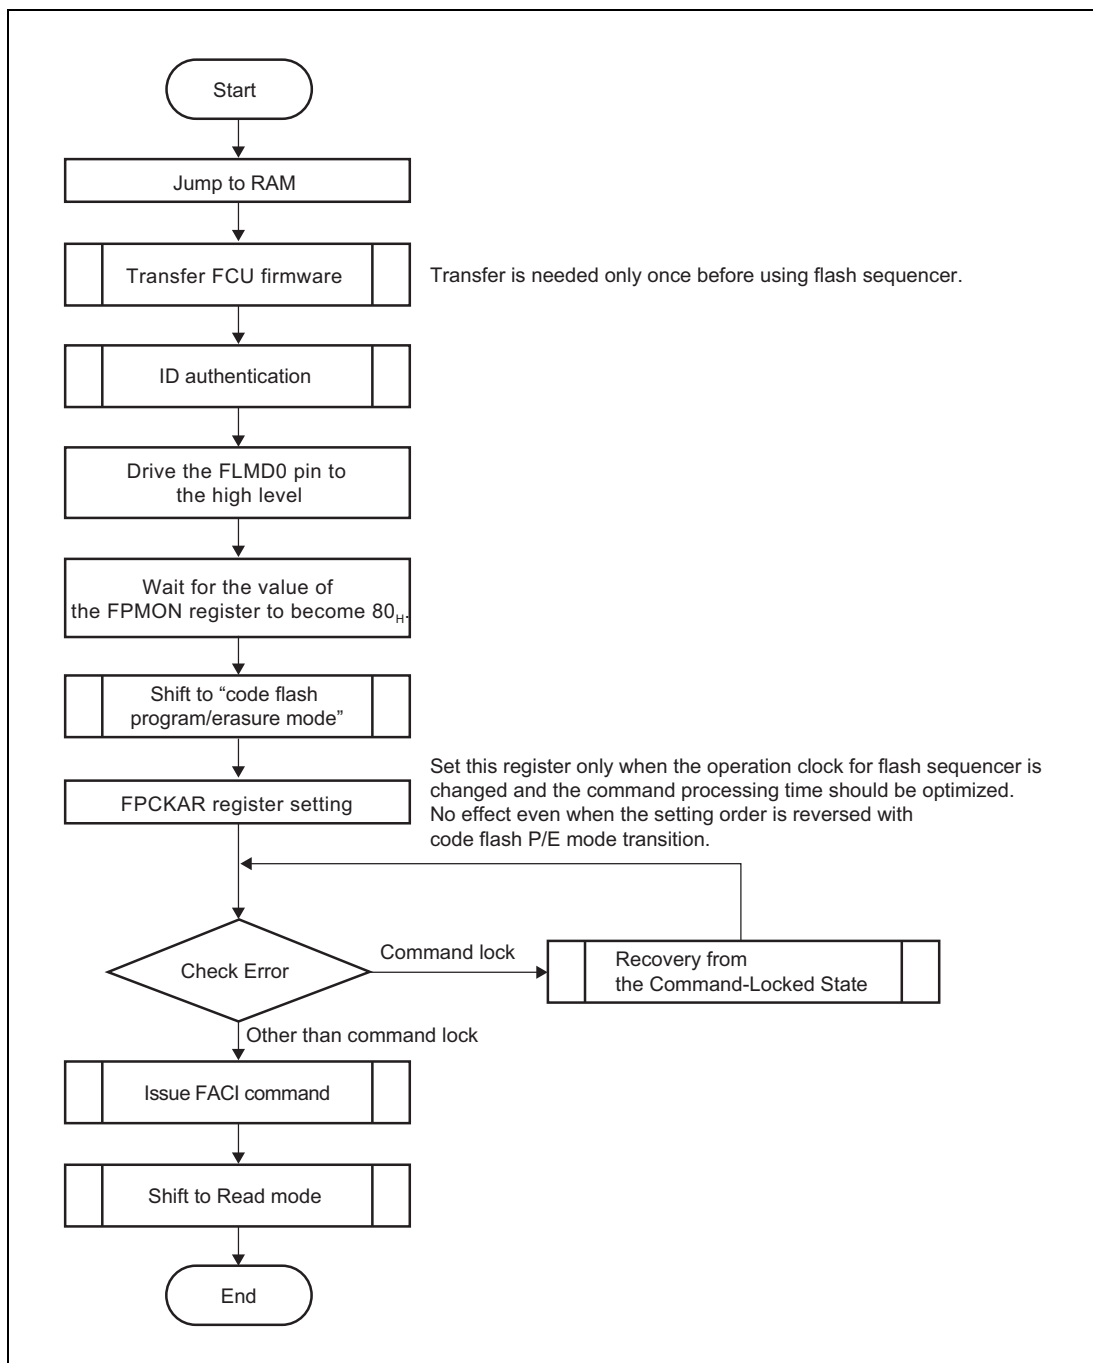 Start
Jump to RAM
Transfer FCU firmware
Transfer is needed only once before using flash sequencer.
ID authentication
Drive the FLMD0 pin to
the high level
Wait for the value of
the FPMON register to become 80H.
Shift to “code flash
program/erasure mode”
FPCKAR register setting
Set this register only when the operation clock for flash sequencer is
changed and the command processing time should be optimized.
No effect even when the setting order is reversed with
code flash P/E mode transition.
Check Error
Command lock
Recovery from
the Command-Locked State
Other than command lock
Issue FACI command
Shift to Read mode
End